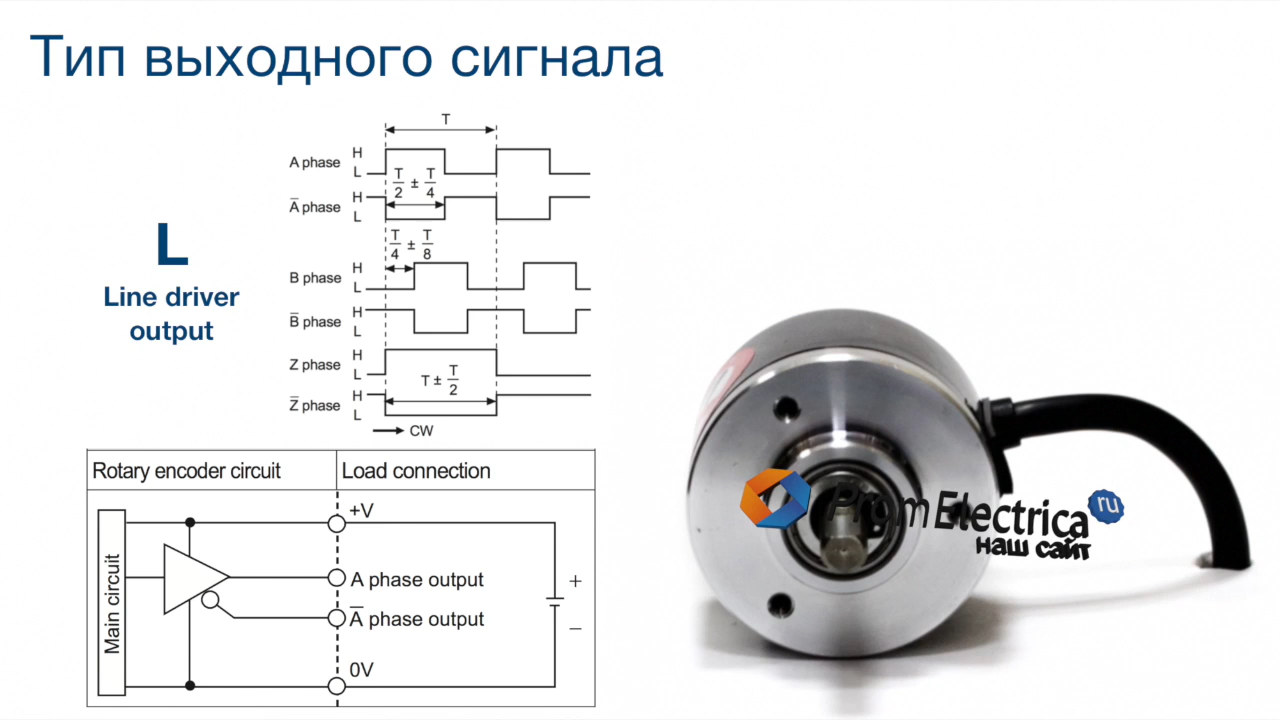 Тип выходного сигнала
L
Line driver
output
T
A phase H
L
T/2 ± T/4
A̅ phase H
L
T/4 ± T/8
B phase H
L
B̅ phase H
L
Z phase H
L
T ± T/2
Z̅ phase H
L
CW
Rotary encoder circuit Load connection
Main circuit
+V
A phase output
A̅ phase output
0V
+
−
PromElectrica ru
наш сайт